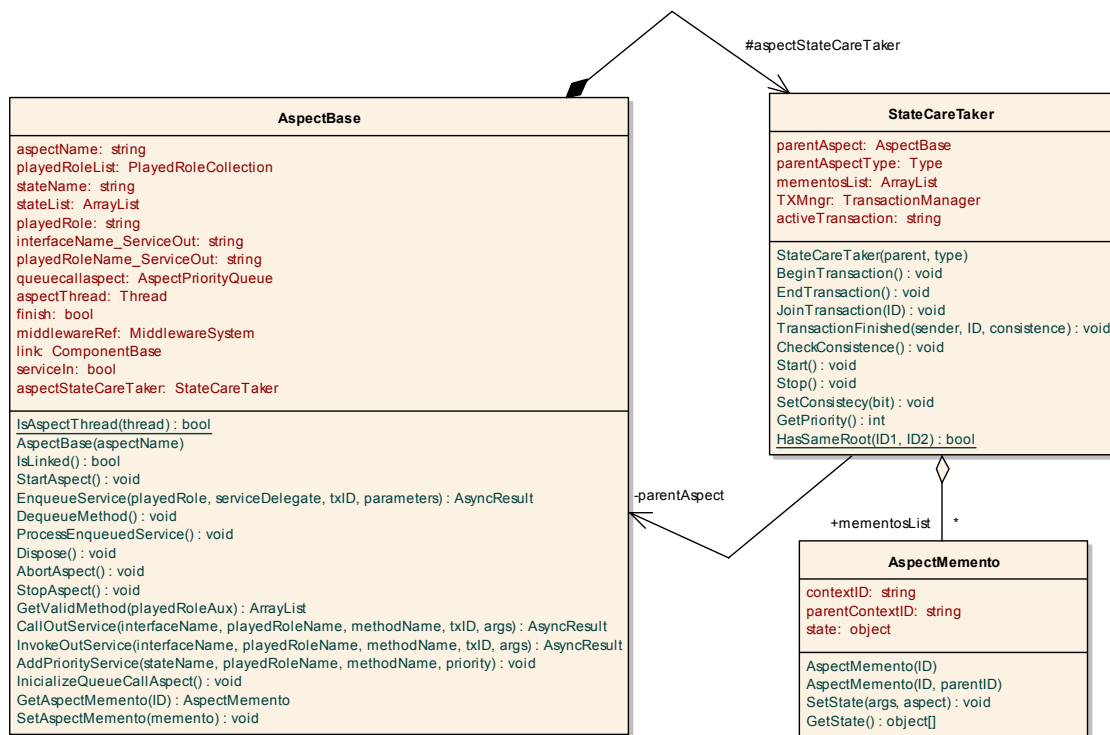 #aspectStateCareTaker
AspectBase
aspectName: string
playedRoleList: PlayedRoleCollection
stateName: string
stateList: ArrayList
playedRole: string
interfaceName_ServiceOut: string
playedRoleName_ServiceOut: string
queuecallaspect: AspectPriorityQueue
aspectThread: Thread
finish: bool
middlewareRef: MiddlewareSystem
link: ComponentBase
serviceIn: bool
aspectStateCareTaker: StateCareTaker
IsAspectThread(thread) : bool
AspectBase(aspectName)
IsLinked() : bool
StartAspect() : void
EnqueueService(playedRole, serviceDelegate, txID, parameters) : AsyncResult
DequeueMethod() : void
ProcessEnqueuedService() : void
Dispose() : void
AbortAspect() : void
StopAspect() : void
GetValidMethod(playedRoleAux) : ArrayList
CallOutService(interfaceName, playedRoleName, methodName, txID, args) : AsyncResult
InvokeOutService(interfaceName, playedRoleName, methodName, txID, args) : AsyncResult
AddPriorityService(stateName, playedRoleName, methodName, priority) : void
InicializeQueueCallAspect() : void
GetAspectMemento(ID) : AspectMemento
SetAspectMemento(memento) : void
StateCareTaker
parentAspect: AspectBase
parentAspectType: Type
mementosList: ArrayList
TXMngr: TransactionManager
activeTransaction: string
StateCareTaker(parent, type)
BeginTransaction() : void
EndTransaction() : void
JoinTransaction(ID) : void
TransactionFinished(sender, ID, consistence) : void
CheckConsistence() : void
Start() : void
Stop() : void
SetConsistecy(bit) : void
GetPriority() : int
HasSameRoot(ID1, ID2) : bool
-parentAspect
+mementosList *
AspectMemento
contextID: string
parentContextID: string
state: object
AspectMemento(ID)
AspectMemento(ID, parentID)
SetState(args, aspect) : void
GetState() : object[]